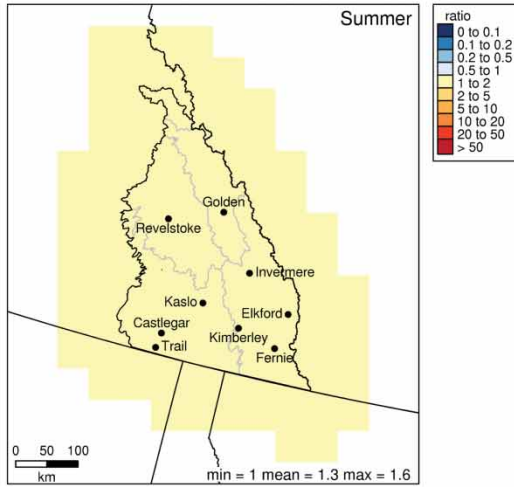 Summer
Golden
Revelstoke
Invermere
Kaslo
Elkford
Castlegar
Kimberley
Trail
Fernie
0 50 100
km
min = 1 mean = 1.3 max = 1.6
ratio
0 to 0.1
0.1 to 0.2
0.2 to 0.5
0.5 to 1
1 to 2
2 to 5
5 to 10
10 to 20
20 to 50
> 50